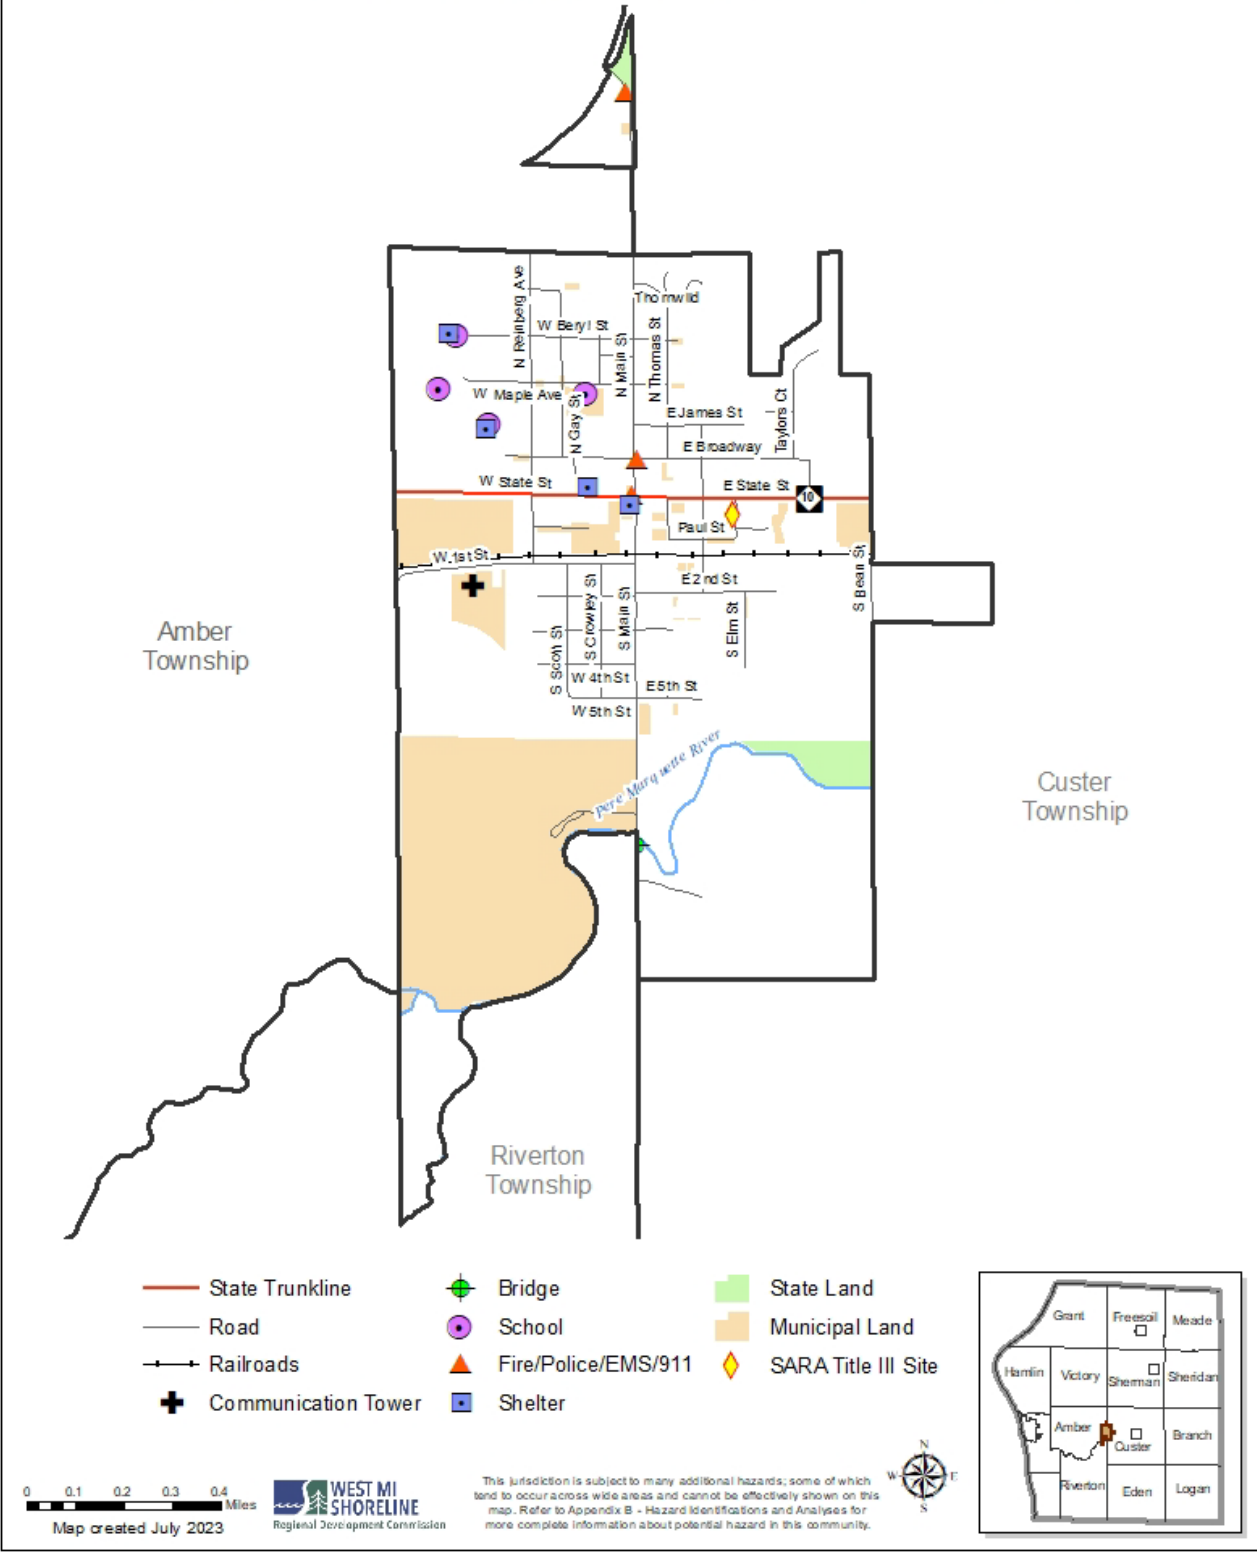 Thornwild
N Reinberg Ave
W Beryl St
N Main St
N Thomas St
W Maple Ave
N Gay St
E James St
Taylors Ct
E Broadway
W State St
E State St
10
Paul St
W 1st St
S Bean St
E 2nd St
S Crowley St
S Main St
S Elm St
S Scott St
W 4th St
E 5th St
W 5th St
Amber
Township
Pere Marquette River
Custer
Township
Riverton
Township
State Trunkline
Road
Railroads
Communication Tower
Bridge
School
Fire/Police/EMS/911
Shelter
State Land
Municipal Land
SARA Title III Site
Grant
Freesoil
Meade
Hamlin
Victory
Sherman
Sheridan
Amber
Custer
Branch
Riverton
Eden
Logan
0 0.1 0.2 0.3 0.4
Miles
Map created July 2023
WEST MI
SHORELINE
Regional Development Commission
This jurisdiction is subject to many additional hazards; some of which
tend to occur across wide areas and cannot be effectively shown on this
map. Refer to Appendix B - Hazard Identifications and Analyses for
more complete information about potential hazard in this community.
N
W E
S